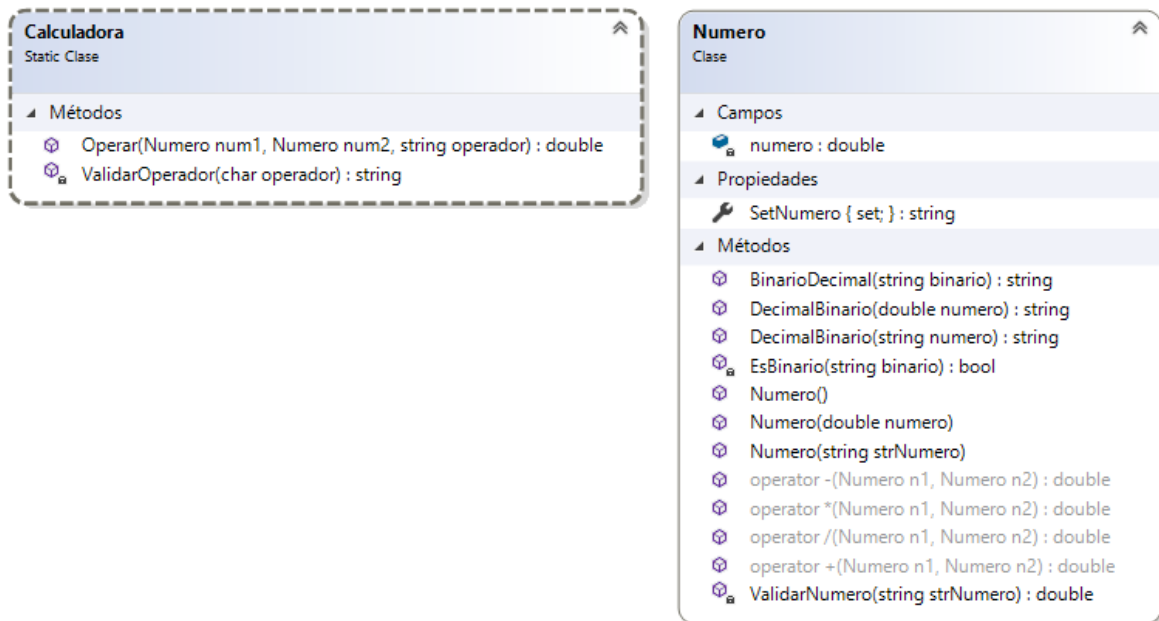 Calculadora
Static Clase
Métodos
Operar(Numero num1, Numero num2, string operador) : double
ValidarOperador(char operador) : string
Numero
Clase
Campos
numero : double
Propiedades
SetNumero { set; } : string
Métodos
BinarioDecimal(string binario) : string
DecimalBinario(double numero) : string
DecimalBinario(string numero) : string
EsBinario(string binario) : bool
Numero()
Numero(double numero)
Numero(string strNumero)
operator -(Numero n1, Numero n2) : double
operator *(Numero n1, Numero n2) : double
operator /(Numero n1, Numero n2) : double
operator +(Numero n1, Numero n2) : double
ValidarNumero(string strNumero) : double